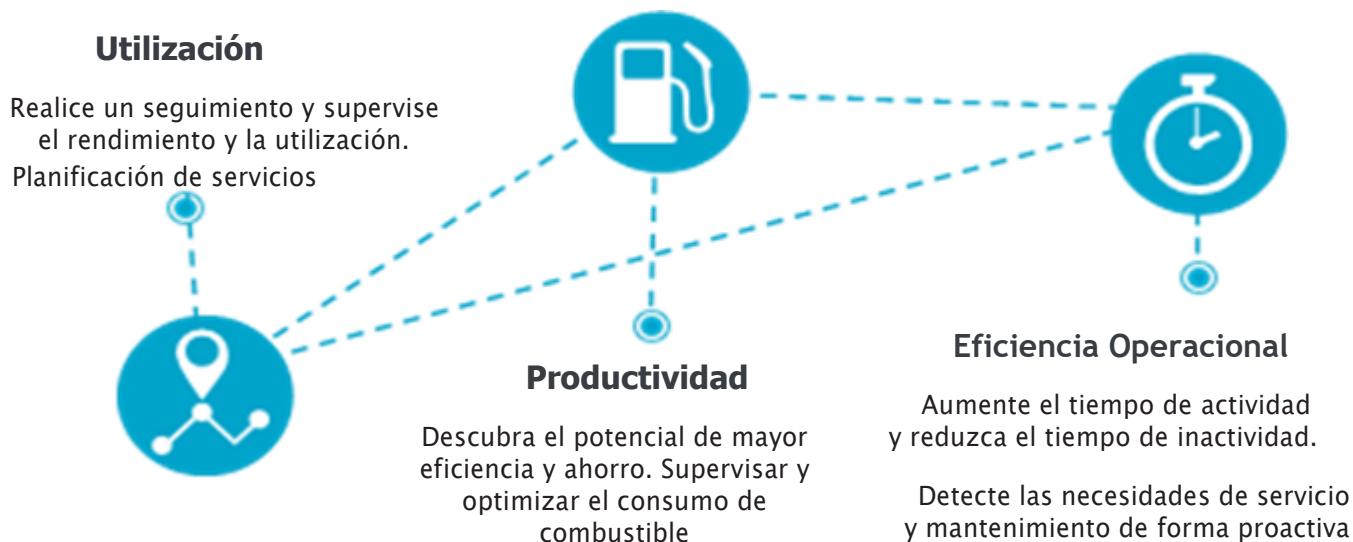 Utilización
Realice un seguimiento y supervise
el rendimiento y la utilización.
Planificación de servicios
Productividad
Descubra el potencial de mayor
eficiencia y ahorro. Supervisar y
optimizar el consumo de
combustible
Eficiencia Operacional
Aumente el tiempo de actividad
y reduzca el tiempo de inactividad.
Detecte las necesidades de servicio
y mantenimiento de forma proactiva